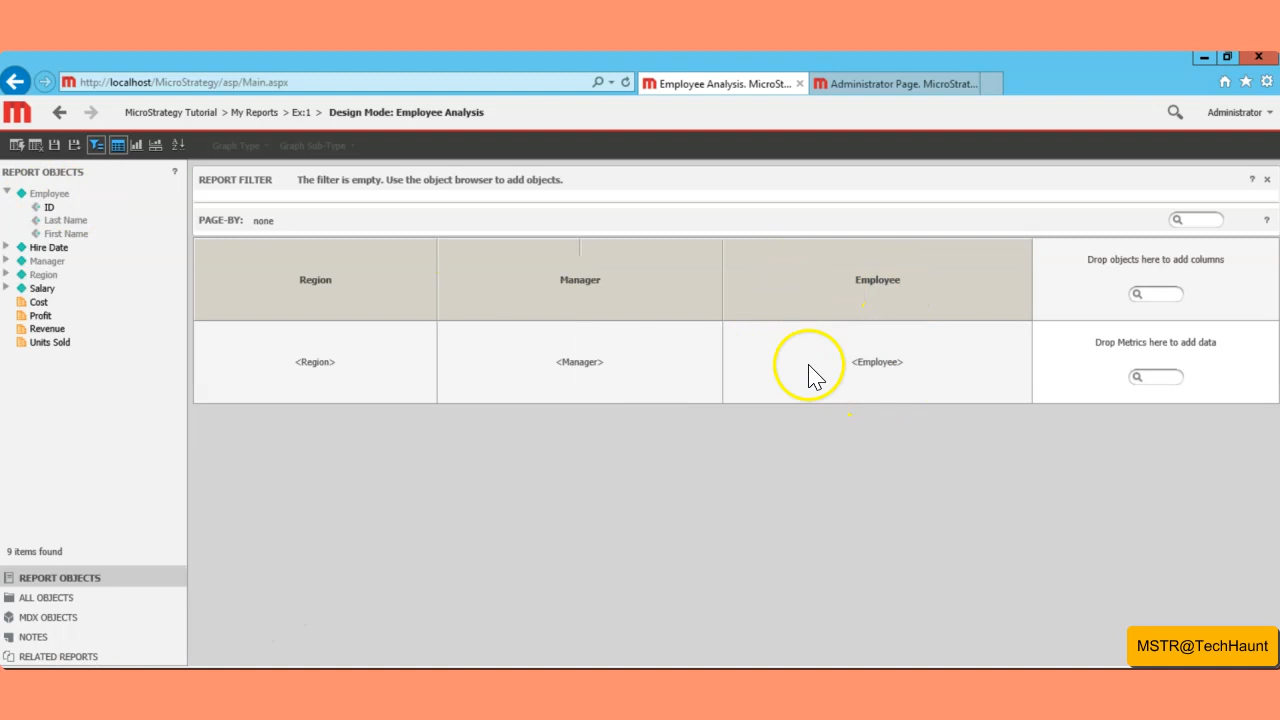 http://localhost/MicroStrategy/asp/Main.aspx
Employee Analysis. MicroSt...
Administrator Page. MicroStrat...
MicroStrategy Tutorial > My Reports > Ex:1 > Design Mode: Employee Analysis
Administrator
Graph Type
Graph Sub-Type
REPORT OBJECTS ?
Employee
ID
Last Name
First Name
Hire Date
Manager
Region
Salary
Cost
Profit
Revenue
Units Sold
9 items found
REPORT OBJECTS
ALL OBJECTS
MDX OBJECTS
NOTES
RELATED REPORTS
REPORT FILTER The filter is empty. Use the object browser to add objects. ?
PAGE-BY: none ?
Region Manager Employee
Drop objects here to add columns
<Region> <Manager> <Employee>
Drop Metrics here to add data
MSTR@TechHaunt